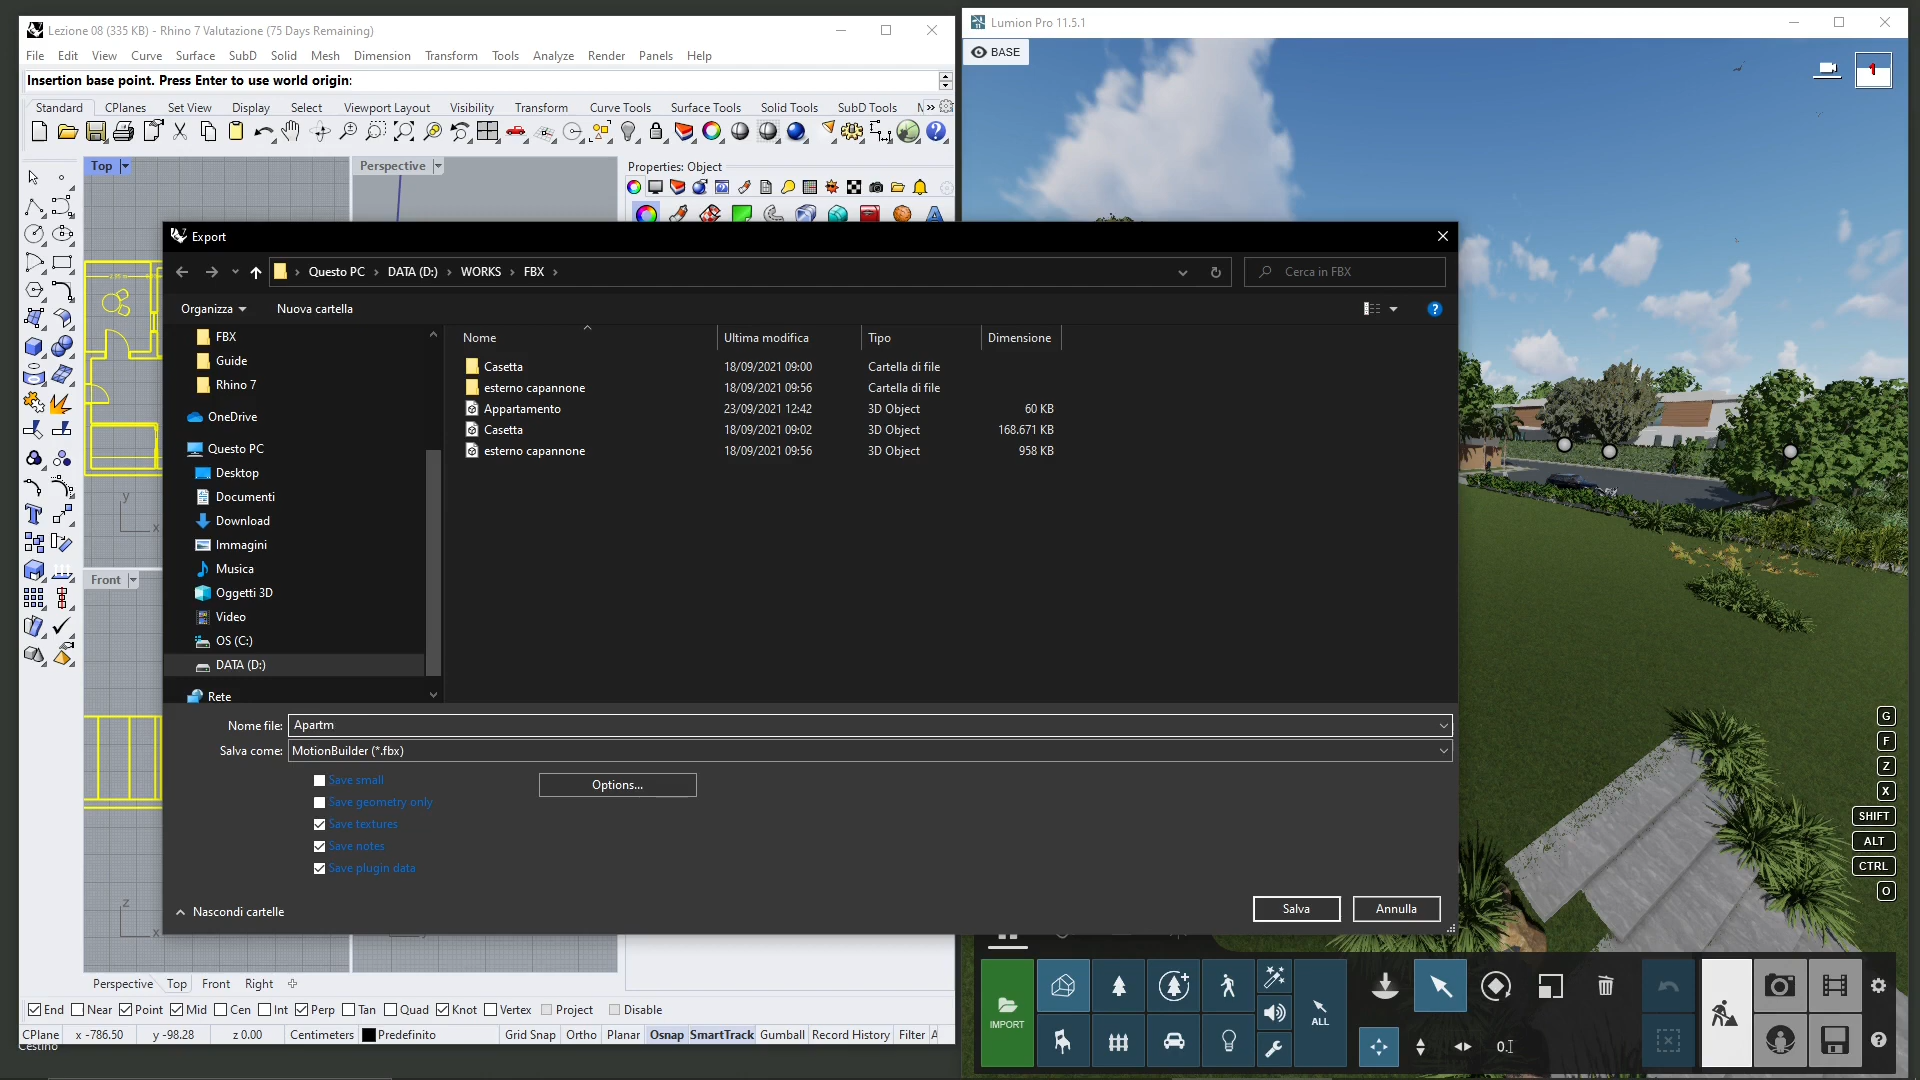 Lezione 08 (335 KB) - Rhino 7 Valutazione (75 Days Remaining)
File Edit View Curve Surface SubD Solid Mesh Dimension Transform Tools Analyze Render Panels Help
Insertion base point. Press Enter to use world origin:
Standard CPlanes Set View Display Select Viewport Layout Visibility Transform Curve Tools Surface Tools Solid Tools SubD Tools
Top
Perspective
Properties: Object
Export
Questo PC DATA (D:) WORKS FBX
Cerca in FBX
Organizza Nuova cartella
FBX
Guide
Rhino 7
OneDrive
Questo PC
Desktop
Documenti
Download
Immagini
Musica
Oggetti 3D
Video
OS (C:)
DATA (D:)
Rete
Nome Ultima modifica Tipo Dimensione
Casetta 18/09/2021 09:00 Cartella di file
esterno capannone 18/09/2021 09:56 Cartella di file
Appartamento 23/09/2021 12:42 3D Object 60 KB
Casetta 18/09/2021 09:02 3D Object 168.671 KB
esterno capannone 18/09/2021 09:56 3D Object 958 KB
Nome file: Apartm
Salva come: MotionBuilder (*.fbx)
Save small
Save geometry only
Save textures
Save notes
Save plugin data
Options...
Nascondi cartelle
Salva
Annulla
Front
y
x
z
x
Perspective Top Front Right
End Near Point Mid Cen Int Perp Tan Quad Knot Vertex Project Disable
CPlane x -786.50 y -98.28 z 0.00 Centimeters Predefinito Grid Snap Ortho Planar Osnap SmartTrack Gumball Record History Filter A
Cestino
Lumion Pro 11.5.1
BASE
1
G
F
Z
X
SHIFT
ALT
CTRL
O
IMPORT
ALL
0.